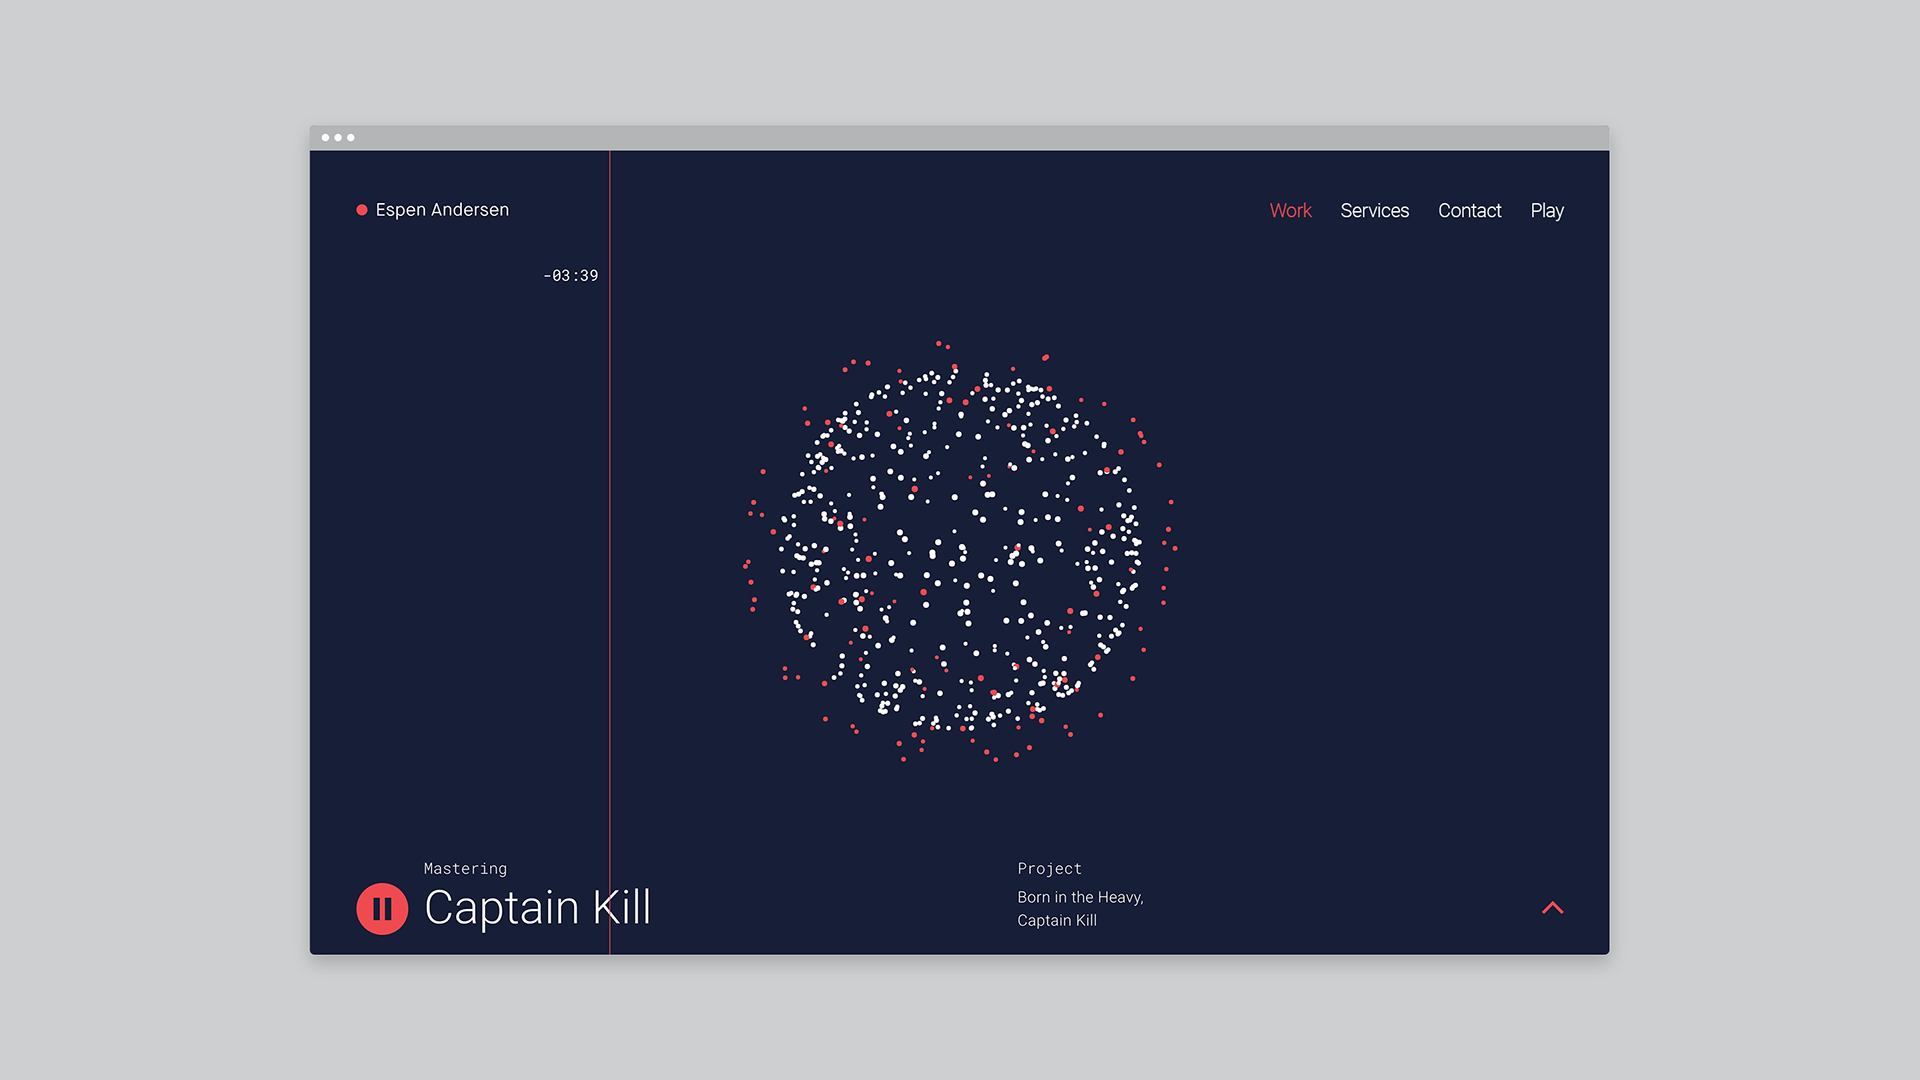 Espen Andersen
Work Services Contact Play
-03:39
Mastering
Captain Kill
Project
Born in the Heavy,
Captain Kill